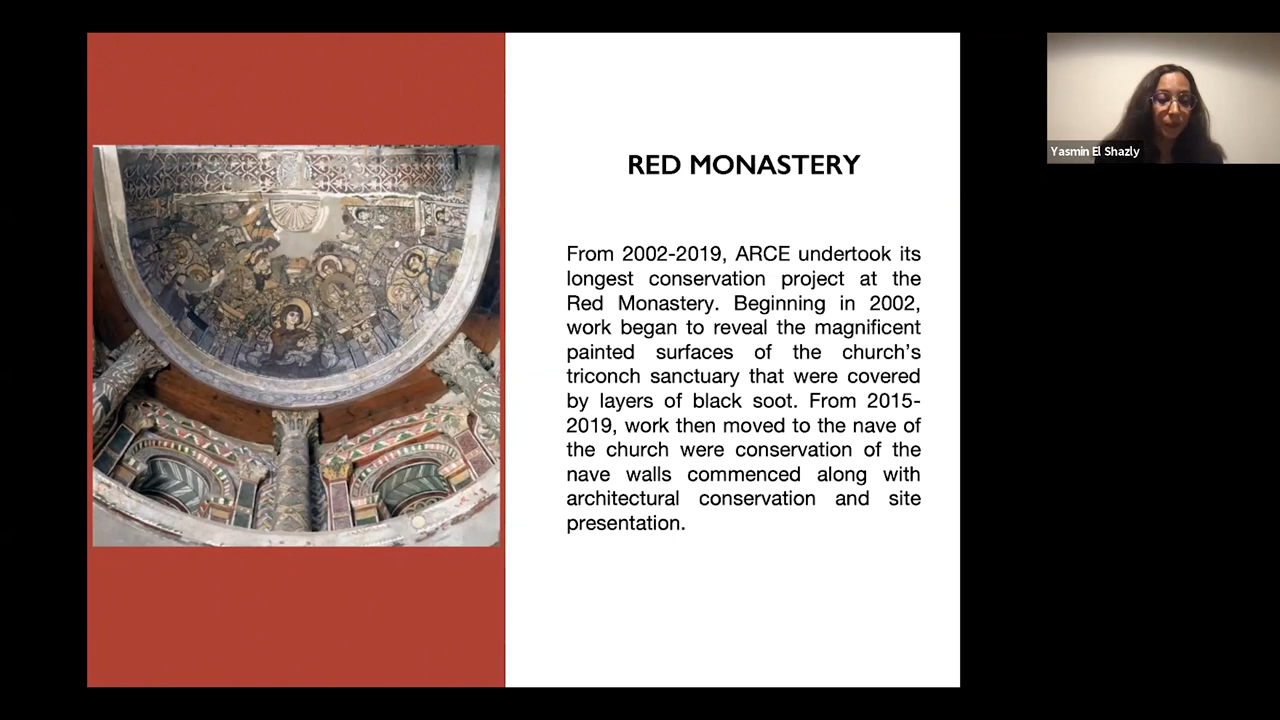 RED MONASTERY
From 2002-2019, ARCE undertook its
longest conservation project at the
Red Monastery. Beginning in 2002,
work began to reveal the magnificent
painted surfaces of the church's
triconch sanctuary that were covered
by layers of black soot. From 2015-
2019, work then moved to the nave of
the church were conservation of the
nave walls commenced along with
architectural conservation and site
presentation.
Yasmin El Shazly